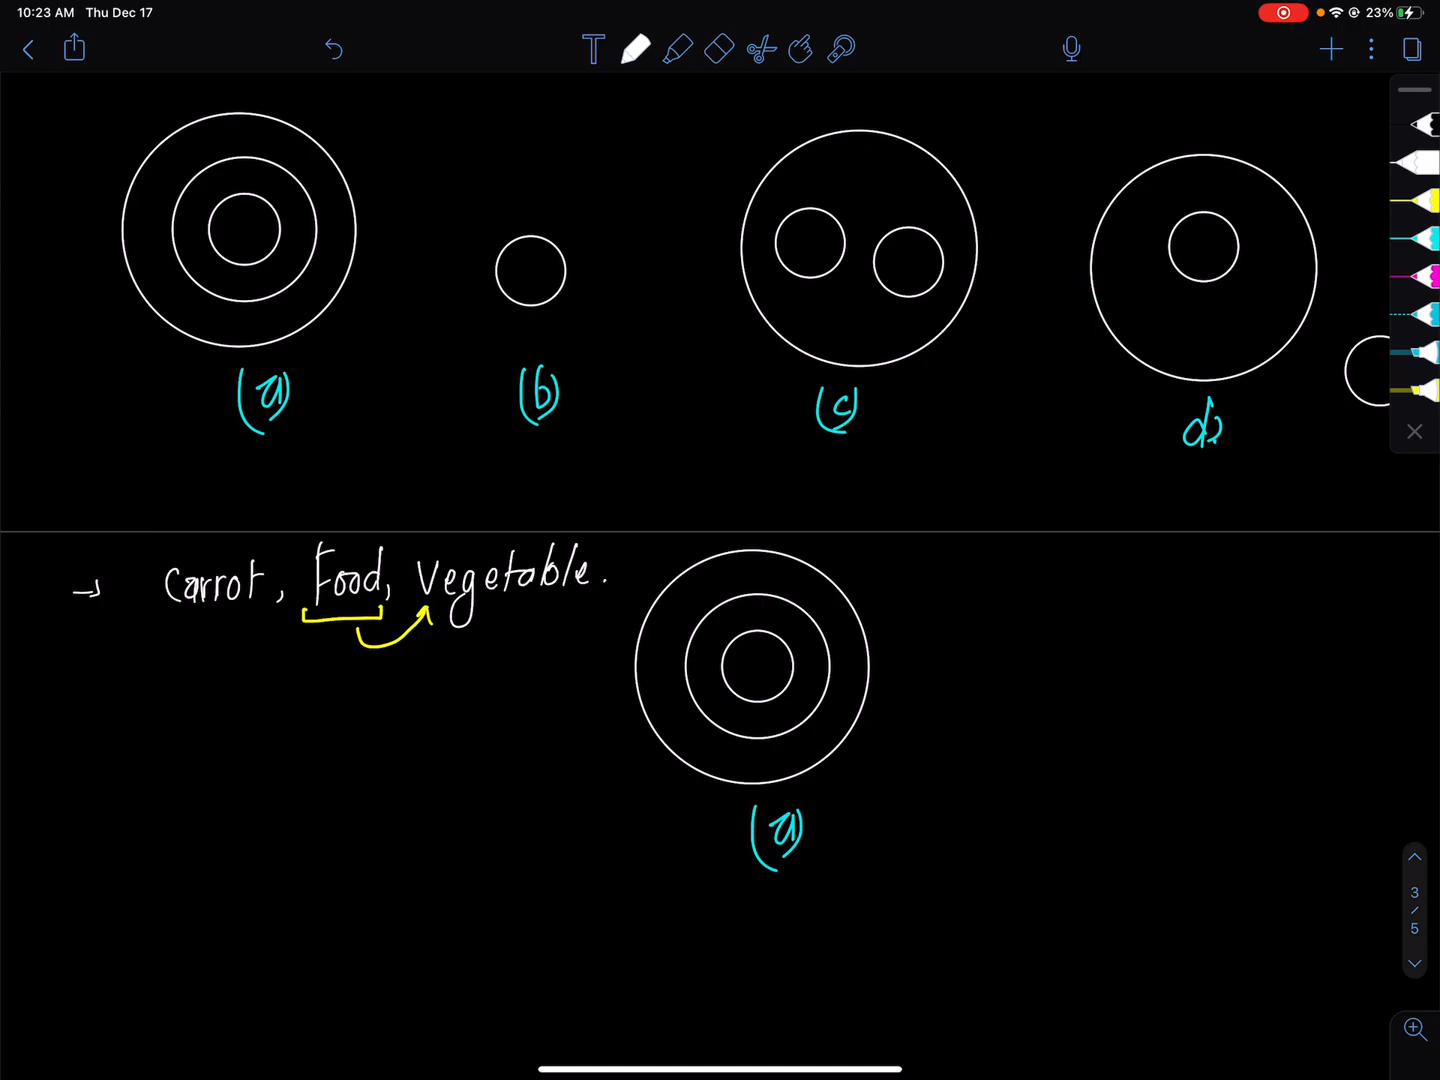 10:23 AM Thu Dec 17
23%
T
(a)
(b)
(c)
d)
→ Carrot, Food, Vegetable.
(a)
3
/
5